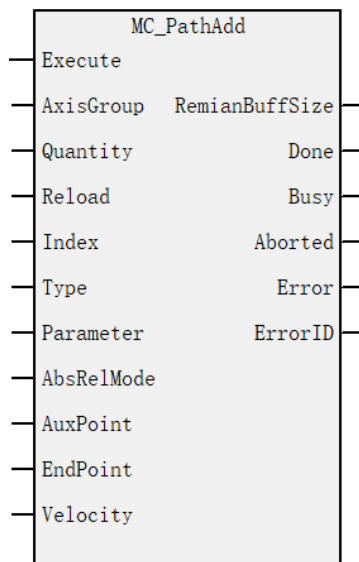 MC_PathAdd
Execute
AxisGroup RemianBuffSize
Quantity Done
Reload Busy
Index Aborted
Type Error
Parameter ErrorID
AbsRelMode
AuxPoint
EndPoint
Velocity